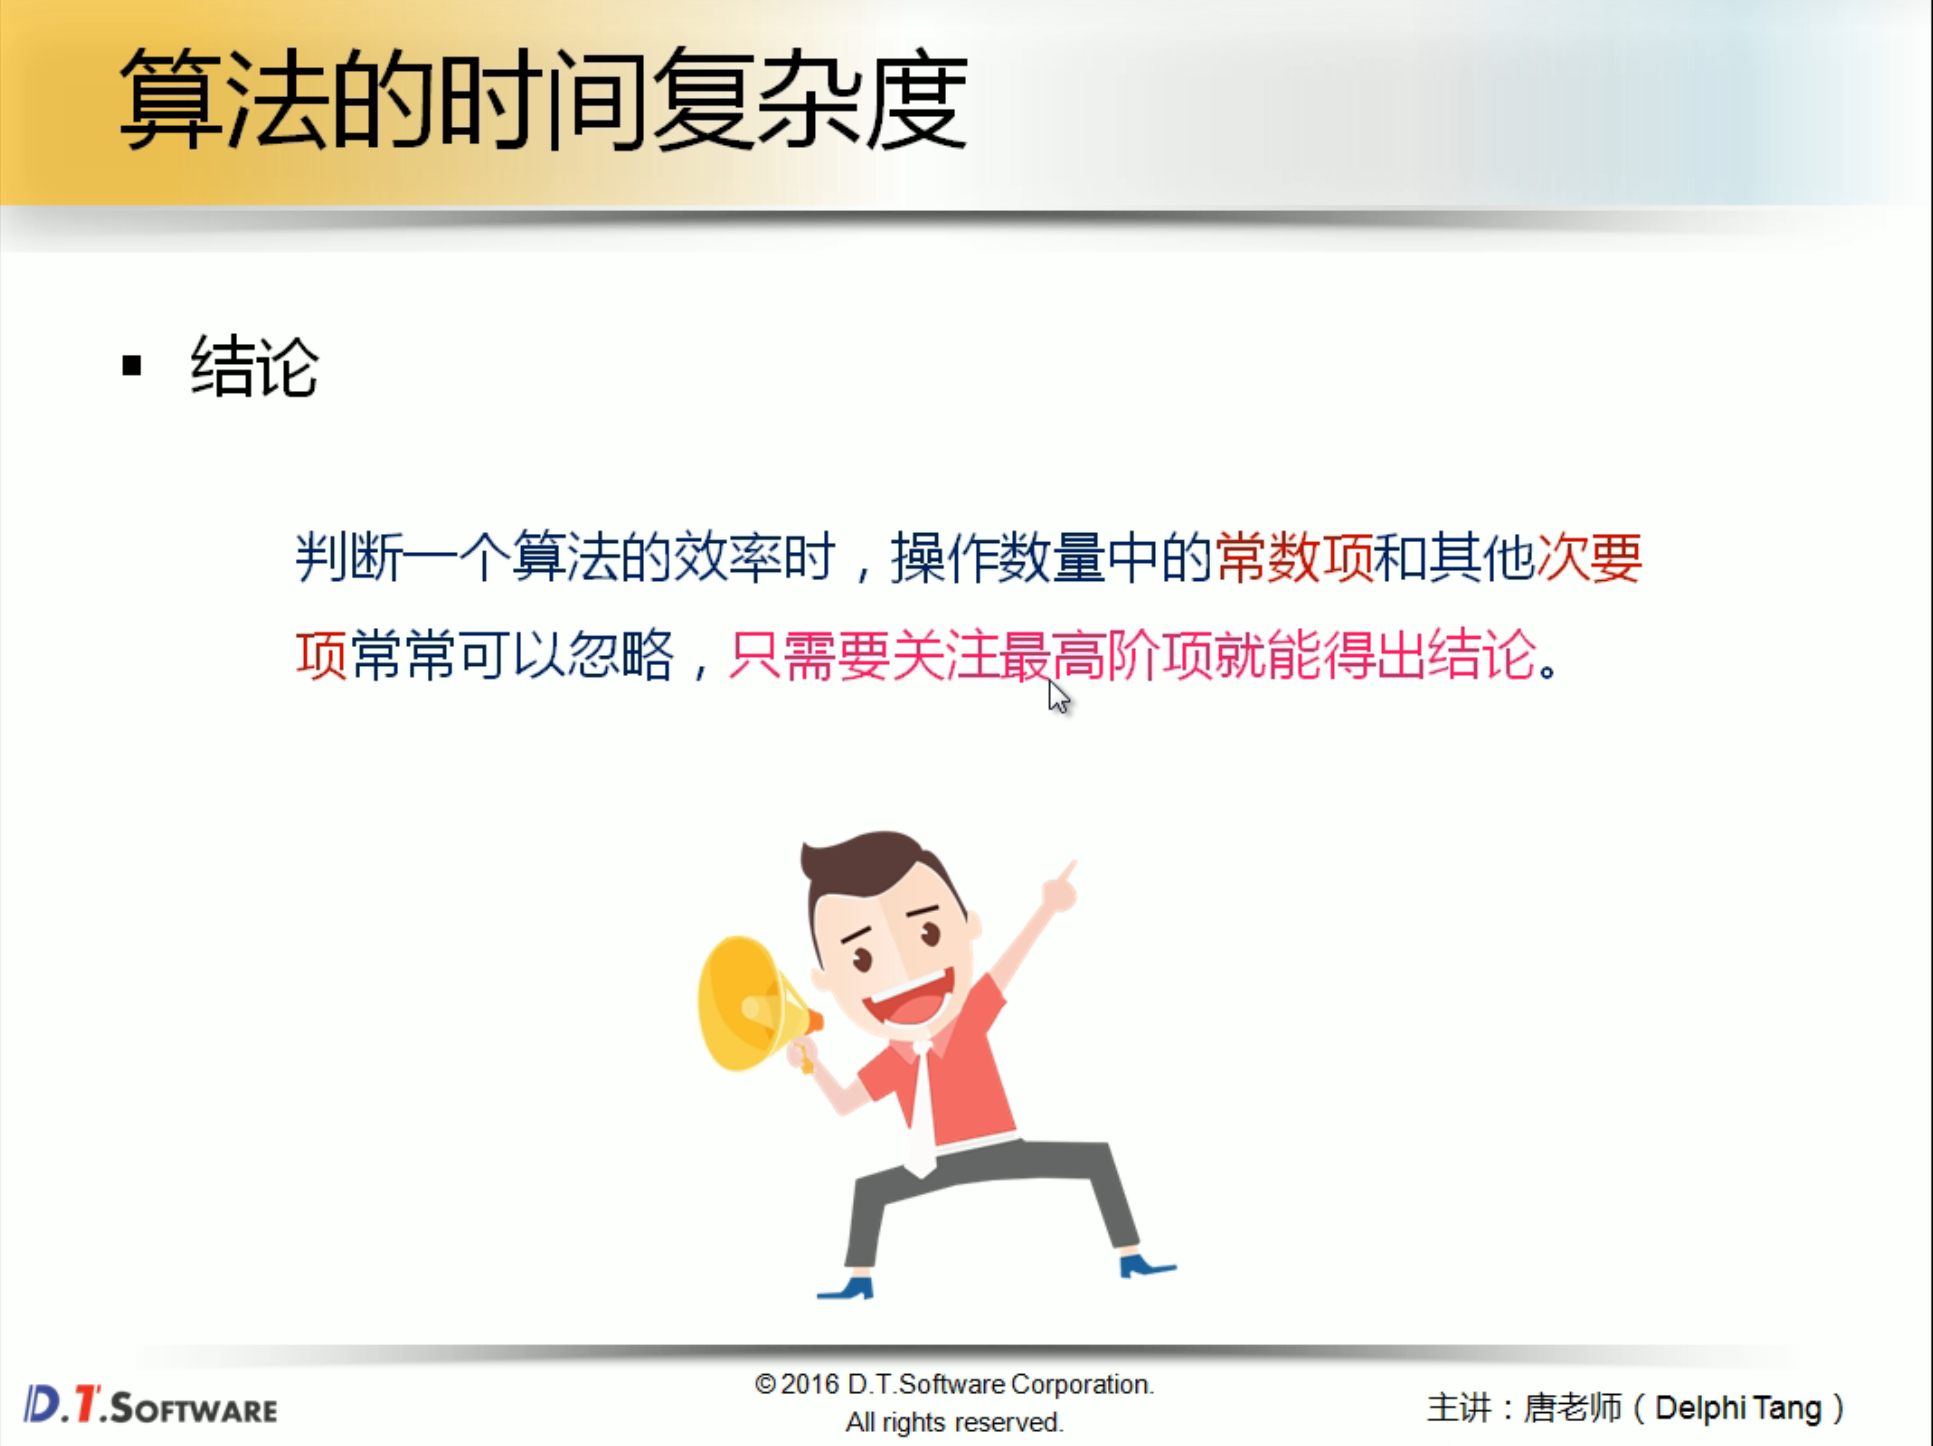 算法的时间复杂度
▪ 结论
判断一个算法的效率时，操作数量中的常数项和其他次要
项常常可以忽略，只需要关注最高阶项就能得出结论。
D.T.SOFTWARE
© 2016 D.T.Software Corporation.
All rights reserved.
主讲：唐老师（Delphi Tang）